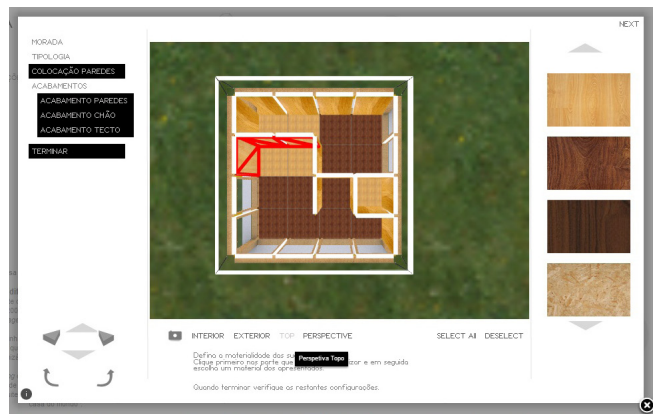 NEXT
MORADA
TIPOLOGIA
COLOCAÇÃO PAREDES
ACABAMENTOS
ACABAMENTO PAREDES
ACABAMENTO CHÃO
ACABAMENTO TECTO
TERMINAR
INTERIOR EXTERIOR TOP PERSPECTIVE SELECT All DESELECT
Defina a materialidade das
Clique primeiro nas parte que zar e em seguida
Perspetiva Topo
escolha um material dos apresentados.
Quando terminar verifique as restantes configurações.